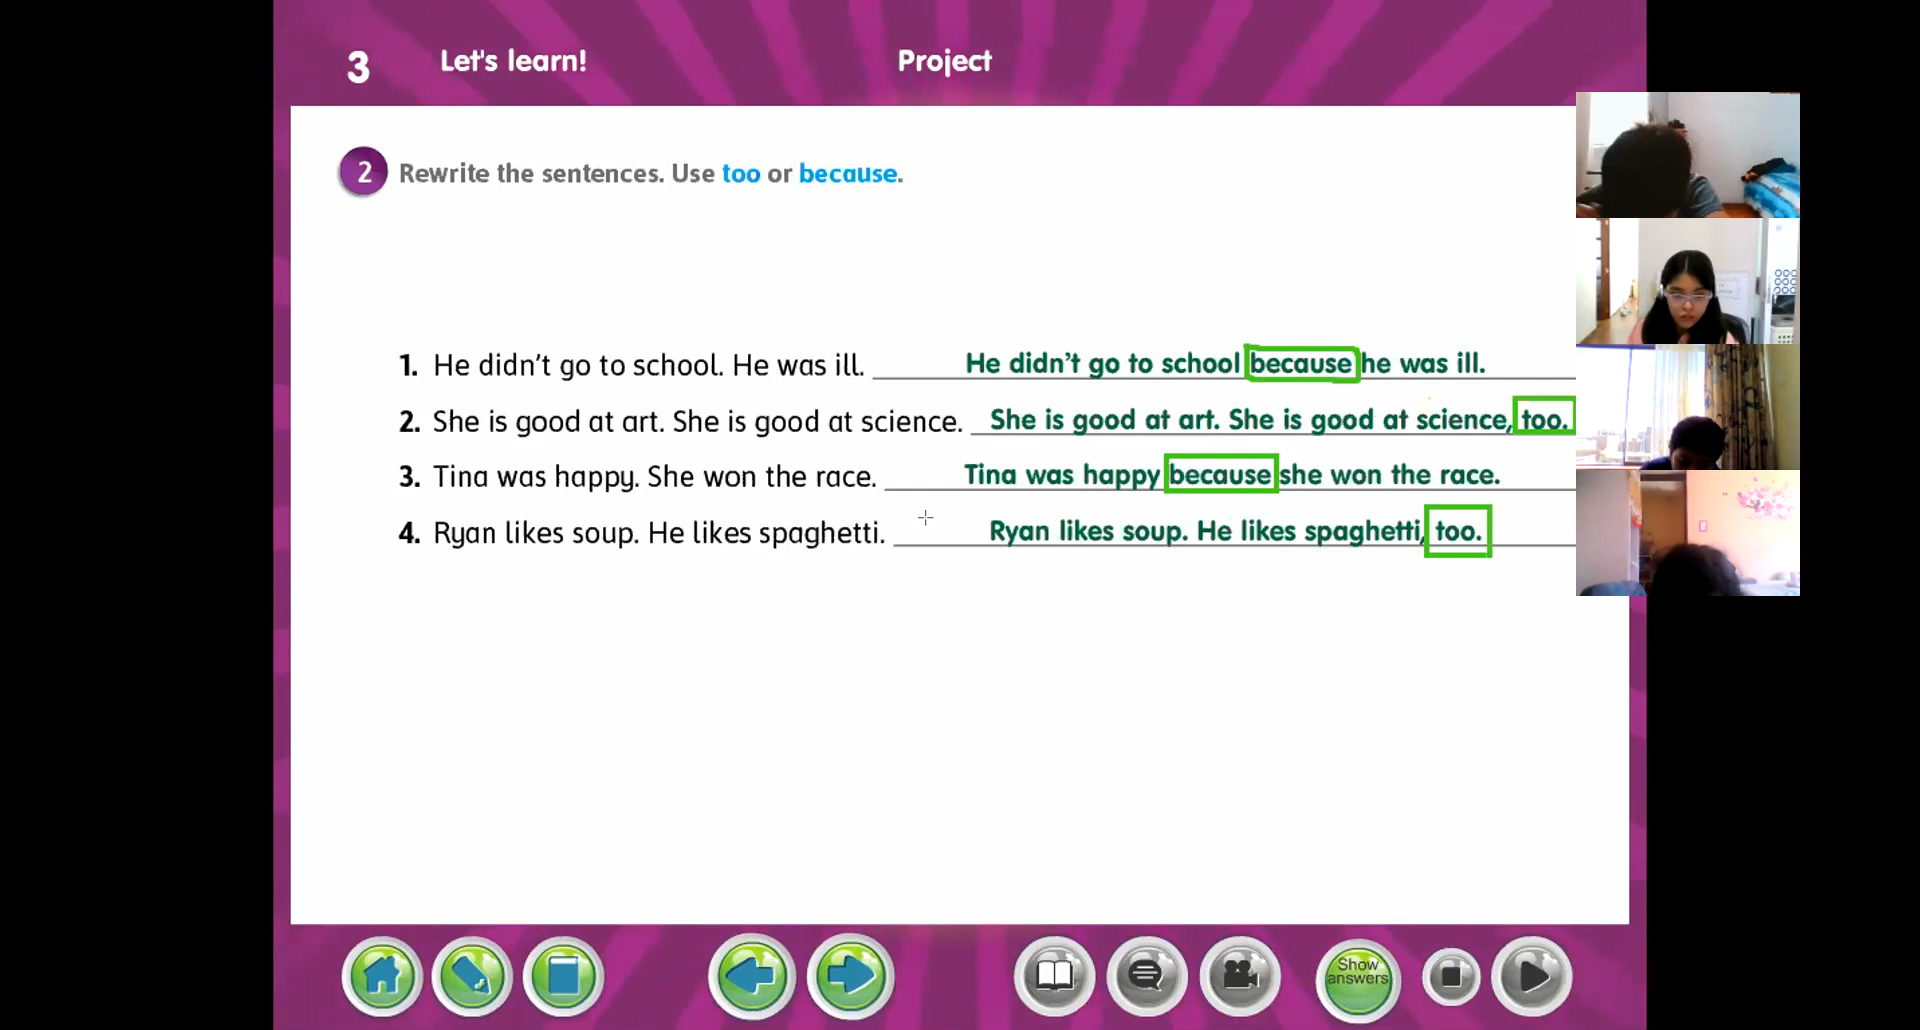 3 Let's learn! Project
2 Rewrite the sentences. Use too or because.
1. He didn't go to school. He was ill. He didn't go to school because he was ill.
2. She is good at art. She is good at science. She is good at art. She is good at science, too.
3. Tina was happy. She won the race. Tina was happy because she won the race.
4. Ryan likes soup. He likes spaghetti. Ryan likes soup. He likes spaghetti, too.
Show
answers